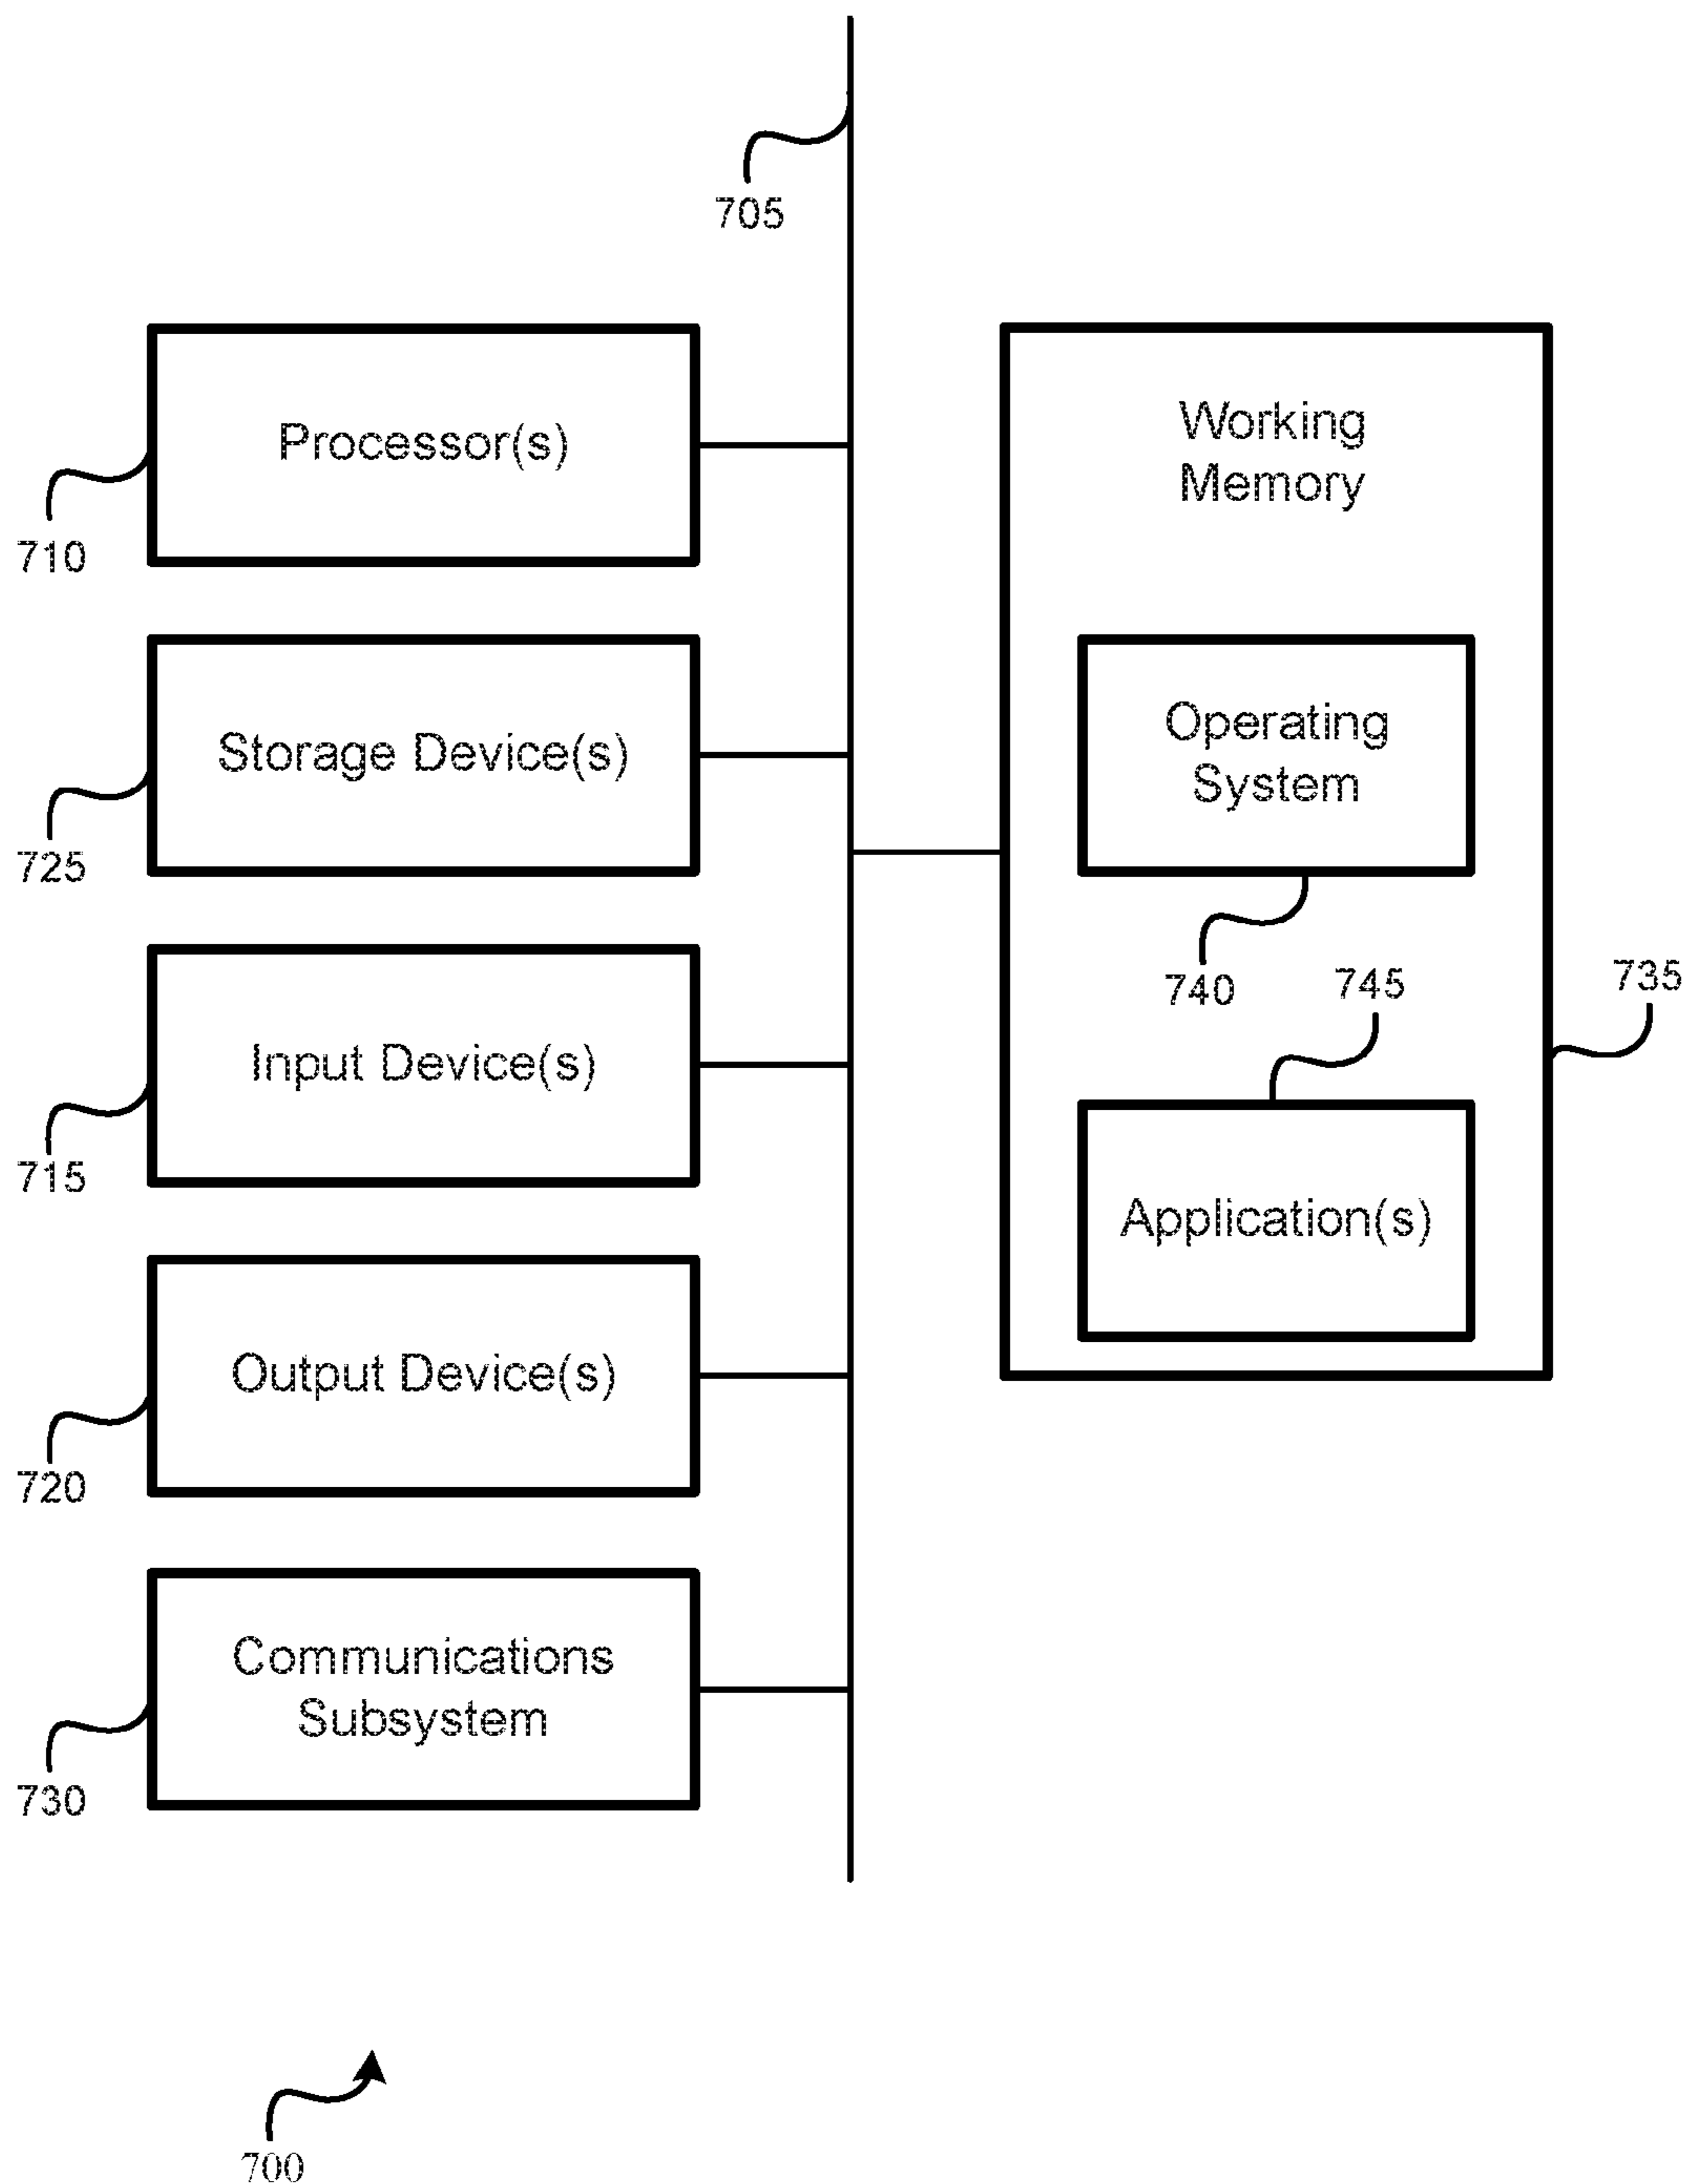 705
Processor(s)
710
Storage Device(s)
725
Input Device(s)
715
Output Device(s)
720
Communications
Subsystem
730
Working
Memory
Operating
System
740
745
735
Application(s)
700